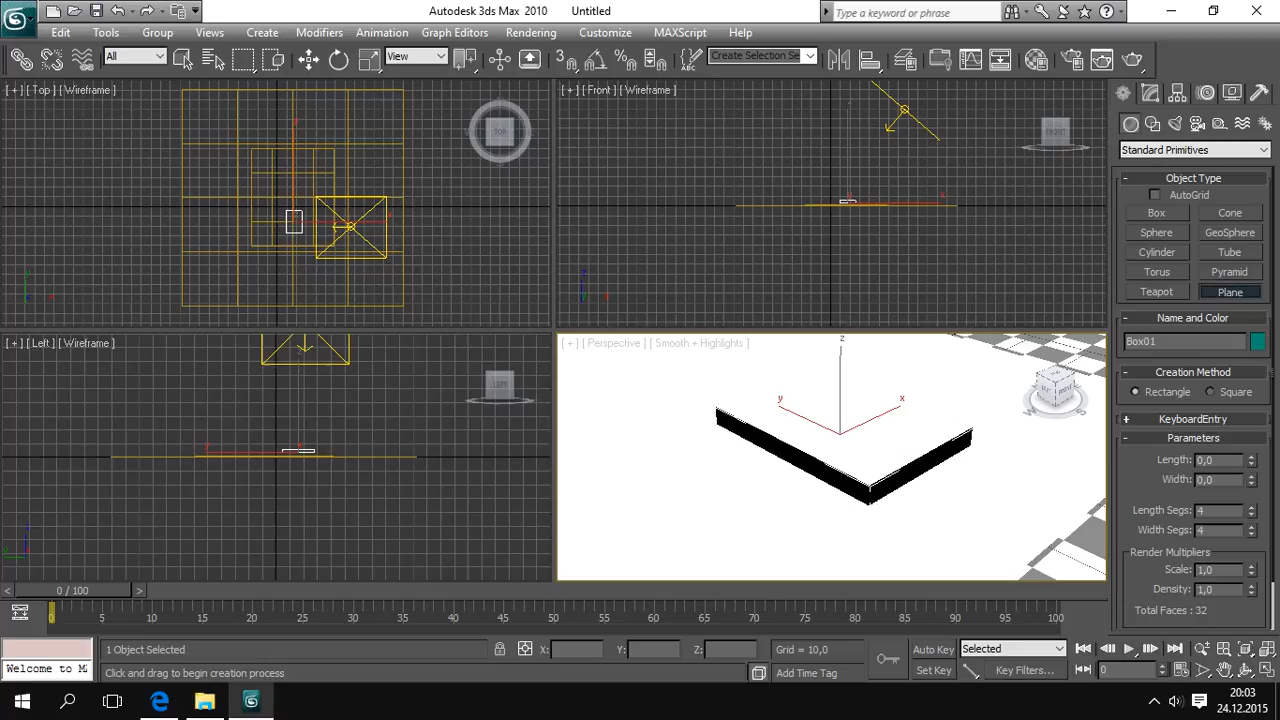 Autodesk 3ds Max 2010 Untitled
Type a keyword or phrase
Edit Tools Group Views Create Modifiers Animation Graph Editors Rendering Customize MAXScript Help
All View Create Selection Se
[ + ] [ Top ] [ Wireframe ]
TOP
[ + ] [ Front ] [ Wireframe ]
FRONT
[ + ] [ Left ] [ Wireframe ]
LEFT
[ + ] [ Perspective ] [ Smooth + Highlights ]
z
y
x
Standard Primitives
- Object Type
AutoGrid
Box Cone
Sphere GeoSphere
Cylinder Tube
Torus Pyramid
Teapot Plane
- Name and Color
Box01
- Creation Method
Rectangle Square
+ KeyboardEntry
- Parameters
Length: 0,0
Width: 0,0
Length Segs: 4
Width Segs: 4
Render Multipliers
Scale: 1,0
Density: 1,0
Total Faces : 32
< 0 / 100 >
0 5 10 15 20 25 30 35 40 45 50 55 60 65 70 75 80 85 90 95 100
1 Object Selected X: Y: Z: Grid = 10,0 Auto Key Selected
Welcome to M Click and drag to begin creation process Add Time Tag Set Key Key Filters... 0
20:03
24.12.2015